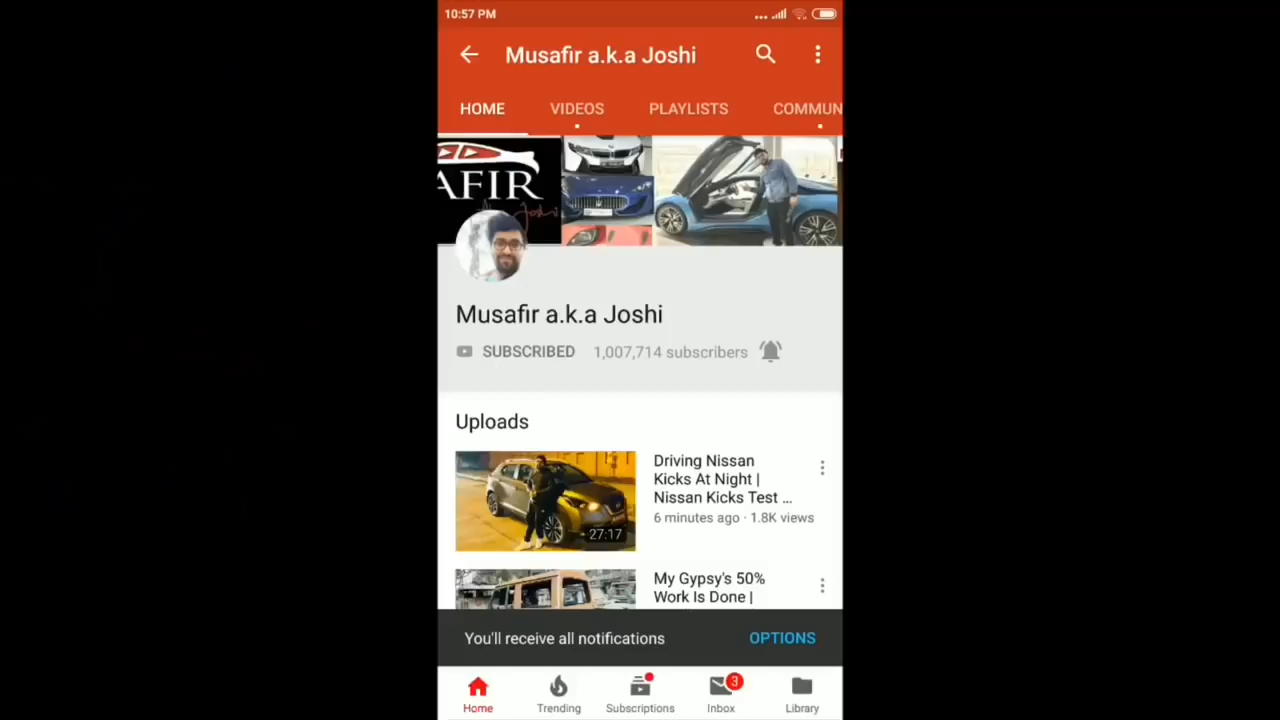 10:57 PM
Musafir a.k.a Joshi
HOME VIDEOS PLAYLISTS COMMUN
AFIR
Joshi
Musafir a.k.a Joshi
SUBSCRIBED 1,007,714 subscribers
Uploads
Driving Nissan
Kicks At Night |
Nissan Kicks Test ...
6 minutes ago · 1.8K views
27:17
My Gypsy's 50%
Work Is Done |
You'll receive all notifications OPTIONS
3
Home Trending Subscriptions Inbox Library